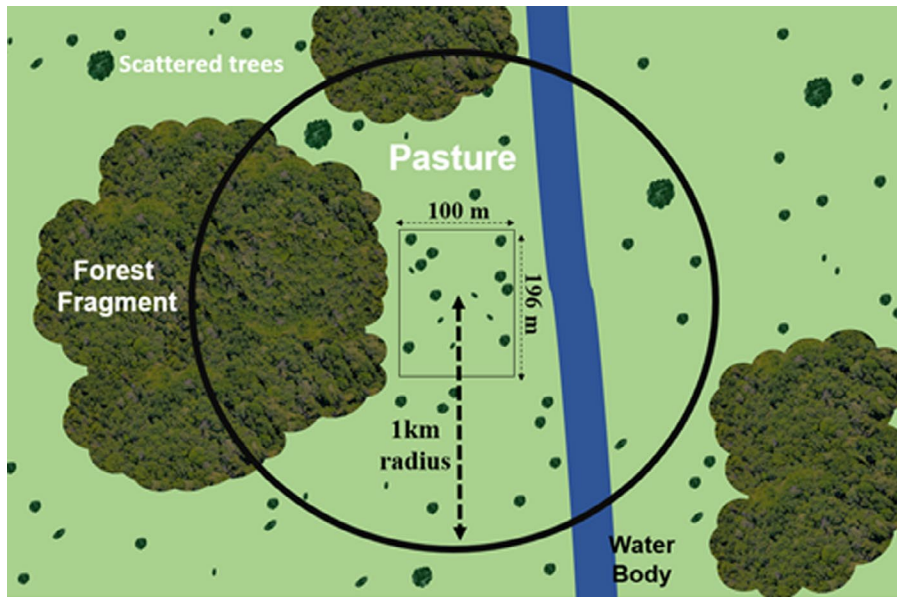 Scattered trees
Pasture
100 m
196 m
Forest
Fragment
1km
radius
Water
Body